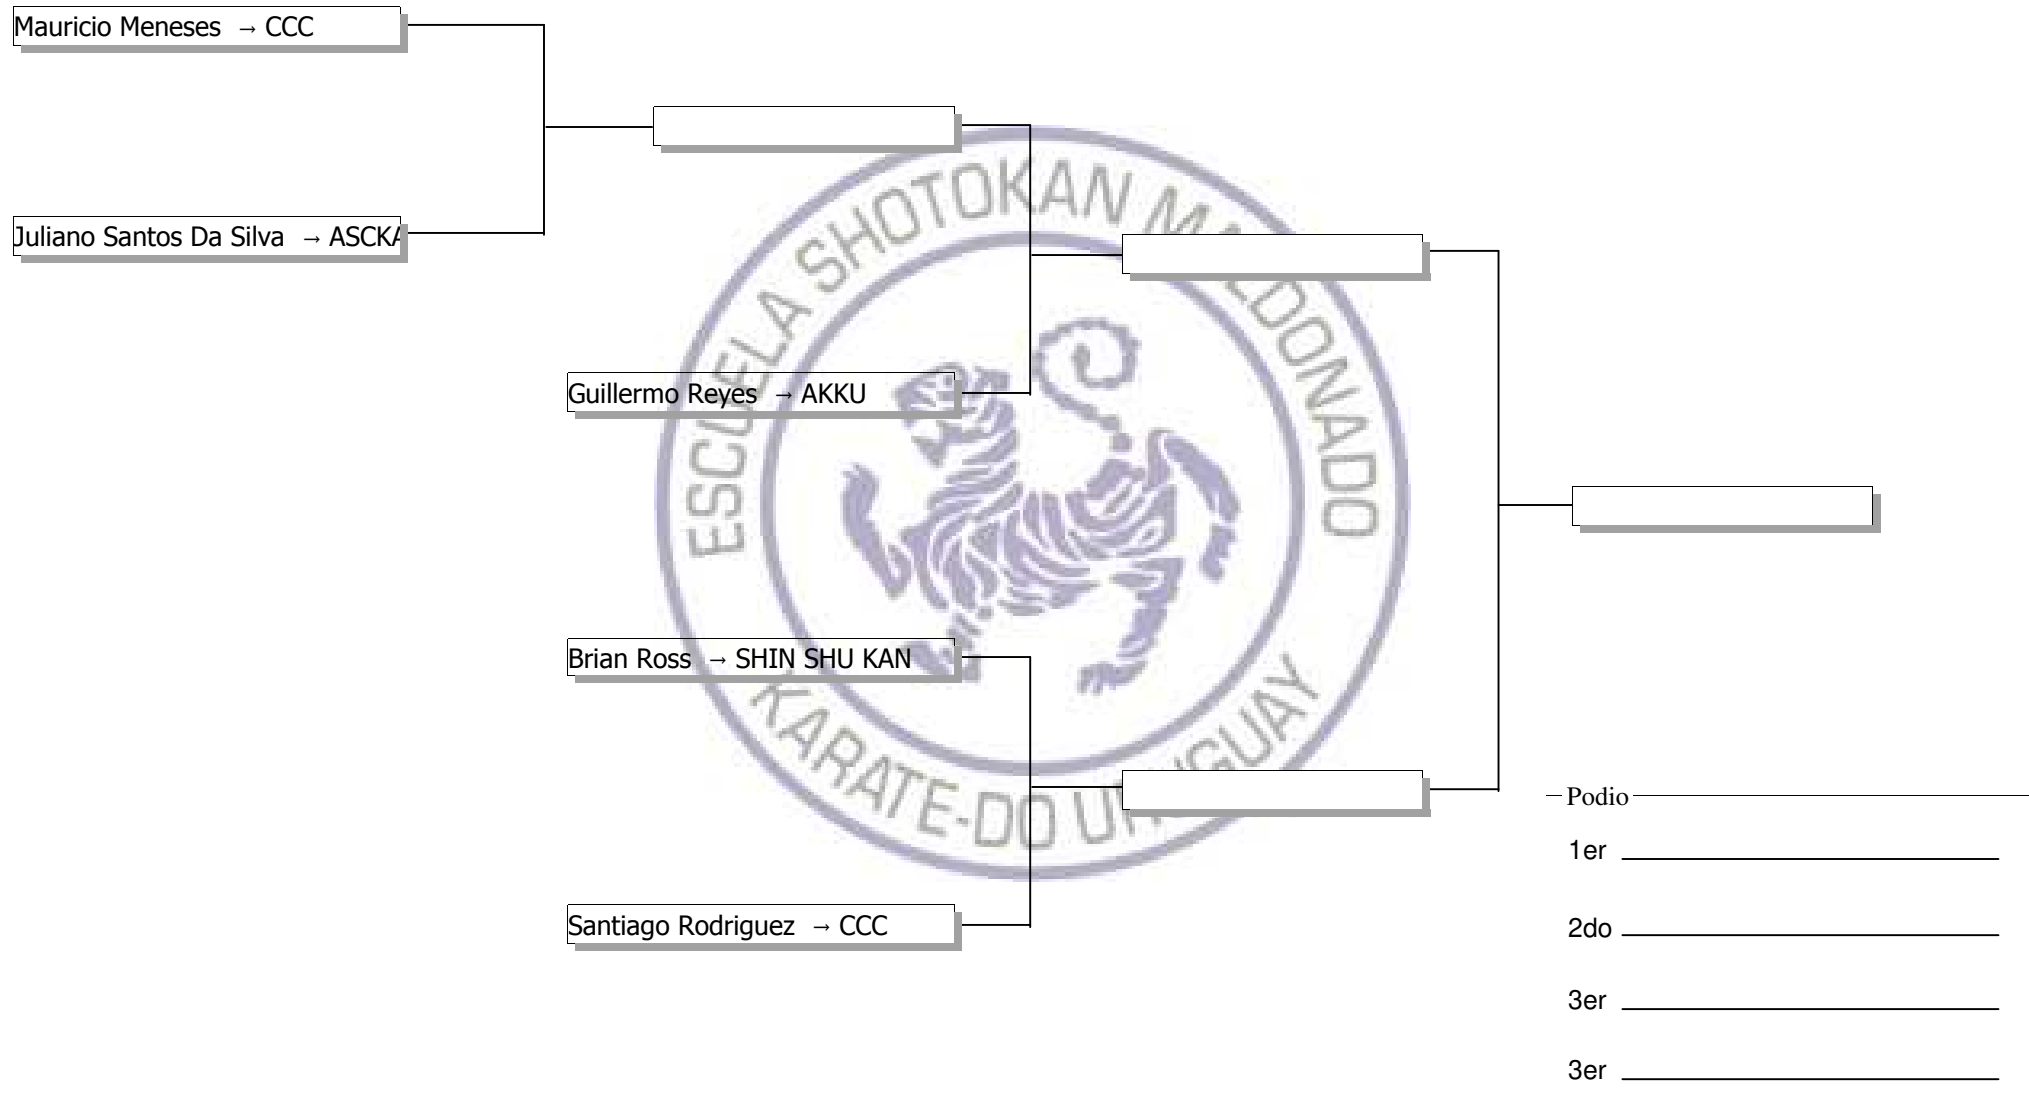 Mauricio Meneses → CCC
Juliano Santos Da Silva → ASCKA
Guillermo Reyes → AKKU
Brian Ross → SHIN SHU KAN
Santiago Rodriguez → CCC
ESCUELA SHOTOKAN MALDONADO
KARATE-DO URUGUAY
Podio
1er
2do
3er
3er